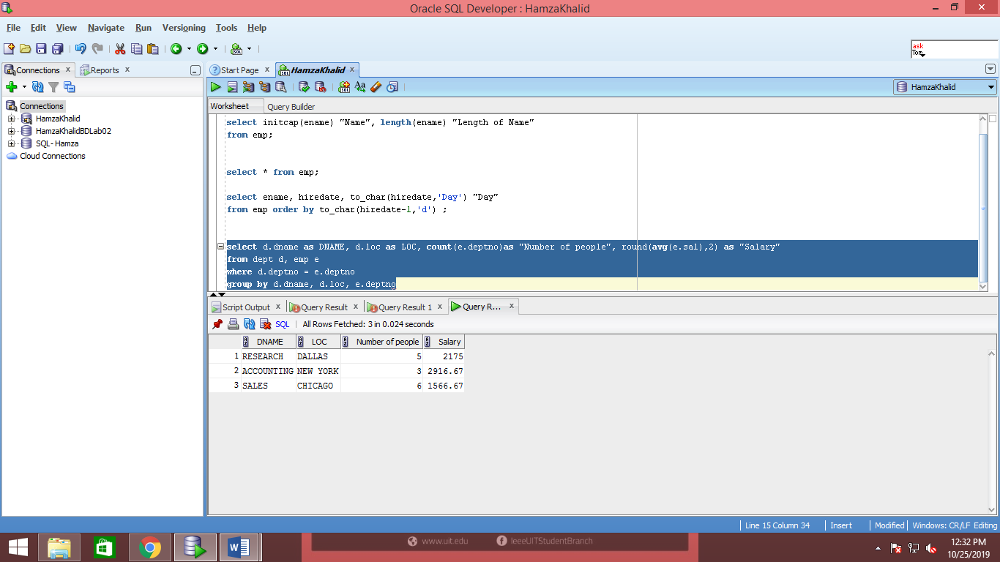 Oracle SQL Developer : HamzaKhalid
File Edit View Navigate Run Versioning Tools Help
ask
Tom
Connections x Reports x
Start Page x HamzaKhalid x
HamzaKhalid
Connections
HamzaKhalid
HamzaKhalidBDLab02
SQL- Hamza
Cloud Connections
Worksheet Query Builder
select initcap(ename) "Name", length(ename) "Length of Name"
from emp;
select * from emp;
select ename, hiredate, to_char(hiredate,'Day') "Day"
from emp order by to_char(hiredate-1,'d') ;
select d.dname as DNAME, d.loc as LOC, count(e.deptno)as "Number of people", round(avg(e.sal),2) as "Salary"
from dept d, emp e
where d.deptno = e.deptno
group by d.dname, d.loc, e.deptno
Script Output x Query Result x Query Result 1 x Query R... x
SQL All Rows Fetched: 3 in 0.024 seconds
DNAME LOC Number of people Salary
1 RESEARCH DALLAS 5 2175
2 ACCOUNTING NEW YORK 3 2916.67
3 SALES CHICAGO 6 1566.67
Line 15 Column 34 Insert Modified Windows: CR/LF Editing
www.uit.edu IeeeUITStudentBranch
12:32 PM
10/25/2019